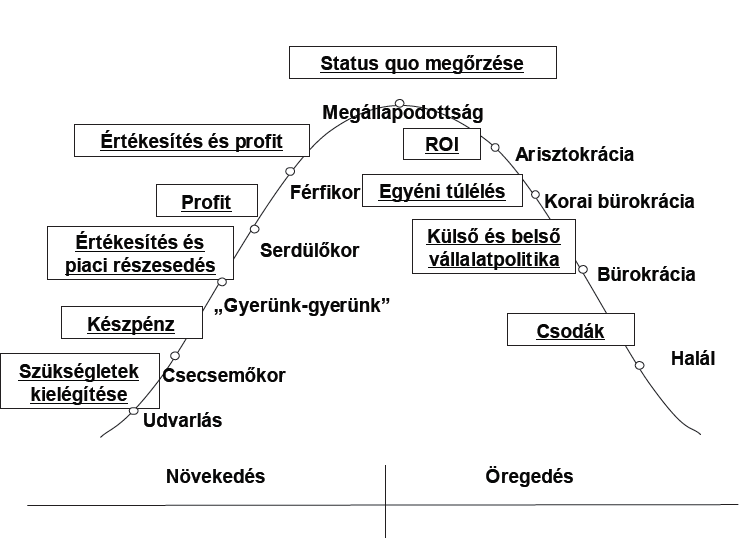 Status quo megőrzése
Megállapodottság
Értékesítés és profit
ROI
Arisztokrácia
Férfikor
Egyéni túlélés
Profit
Korai bürokrácia
Értékesítés és
piaci részesedés
Serdülőkor
Külső és belső
vállalatpolitika
Bürokrácia
„Gyerünk-gyerünk”
Készpénz
Csodák
Szükségletek
kielégítése
Csecsemőkor
Halál
Udvarlás
Növekedés
Öregedés